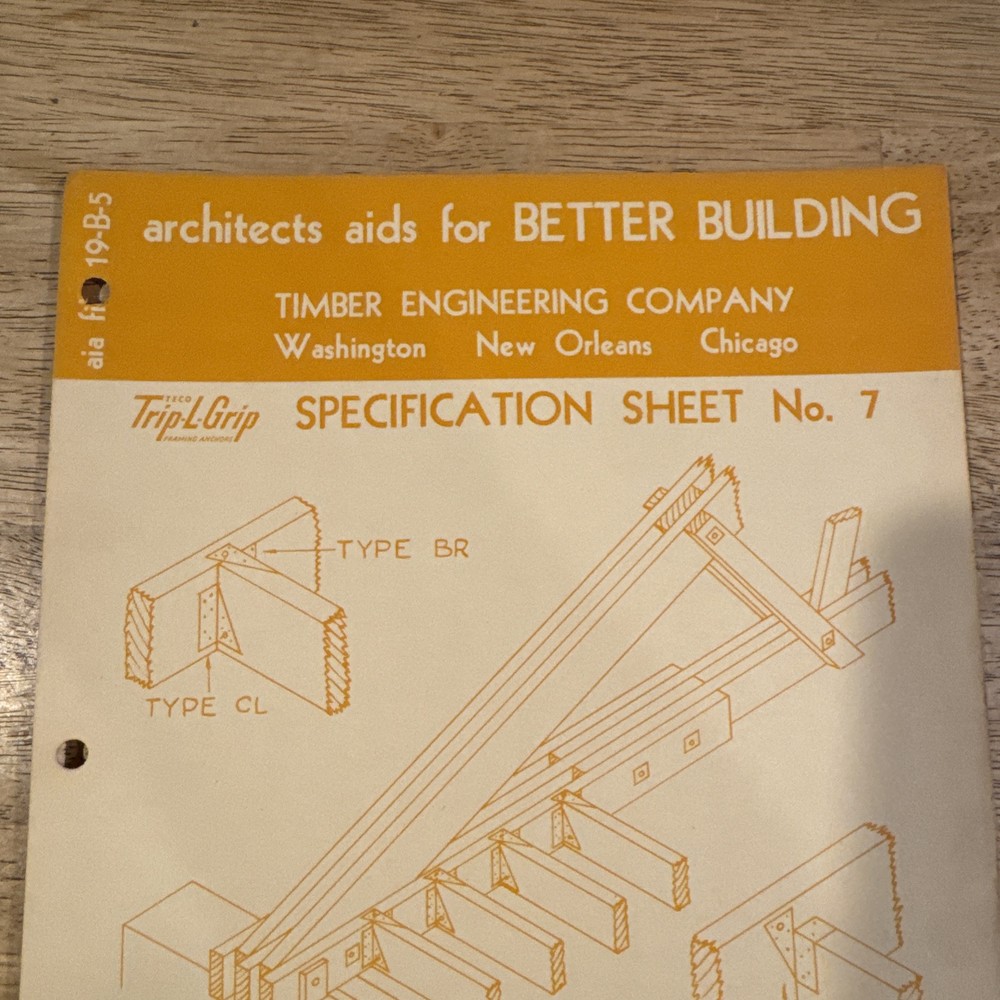 architects aids for BETTER BUILDING
TIMBER ENGINEERING COMPANY
Washington New Orleans Chicago
aia 19-B-5
TECO
Trip-L-Grip
FRAMING ANCHORS
SPECIFICATION SHEET No. 7
TYPE BR
TYPE CL